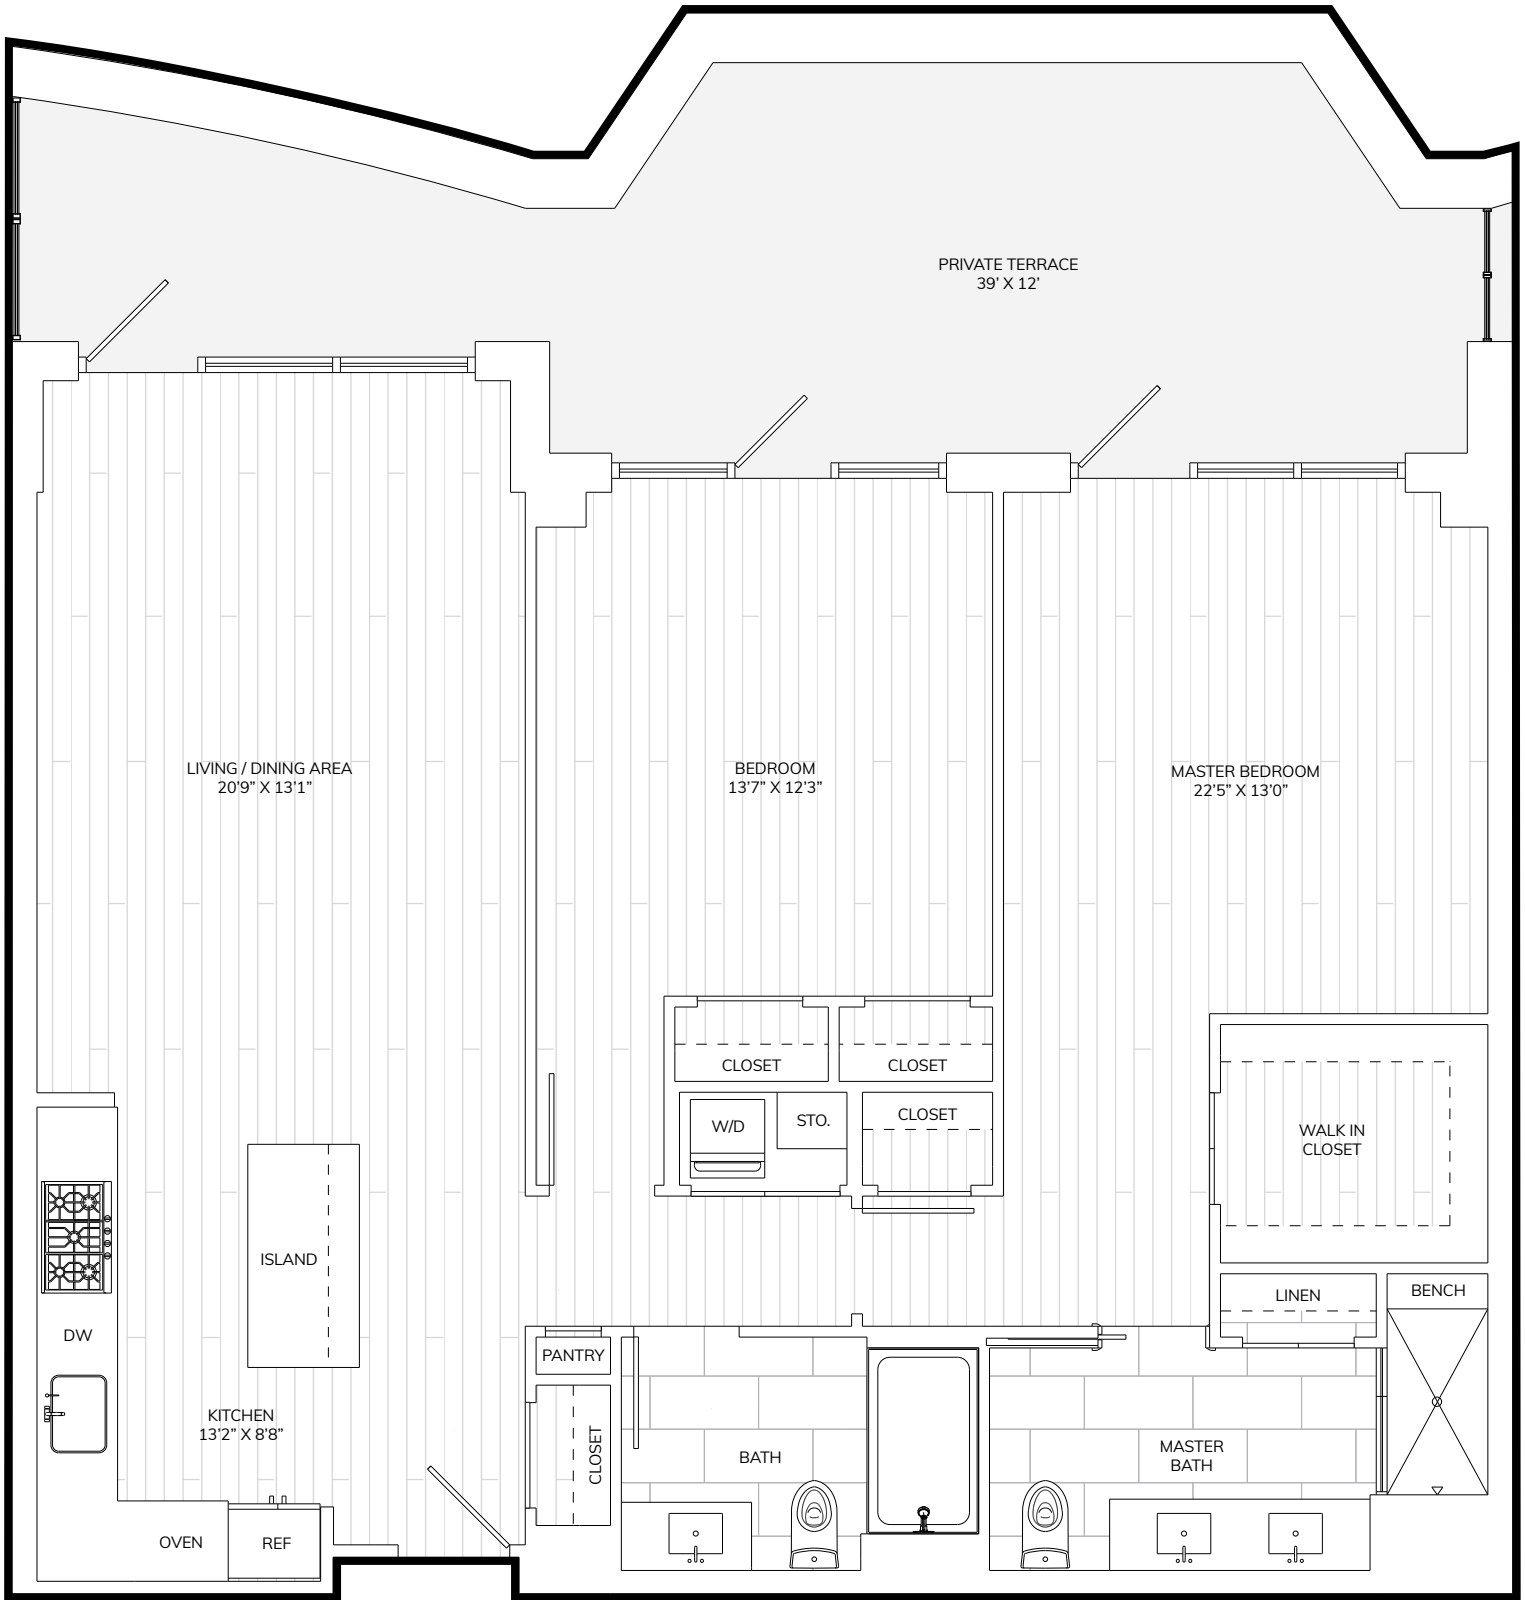 PRIVATE TERRACE
39’ X 12’
LIVING / DINING AREA
20’9” X 13’1”
BEDROOM
13’7” X 12’3”
MASTER BEDROOM
22’5” X 13’0”
CLOSET
CLOSET
W/D
STO.
CLOSET
WALK IN
CLOSET
ISLAND
LINEN
BENCH
DW
PANTRY
KITCHEN
13’2” X 8’8”
CLOSET
BATH
MASTER
BATH
OVEN
REF